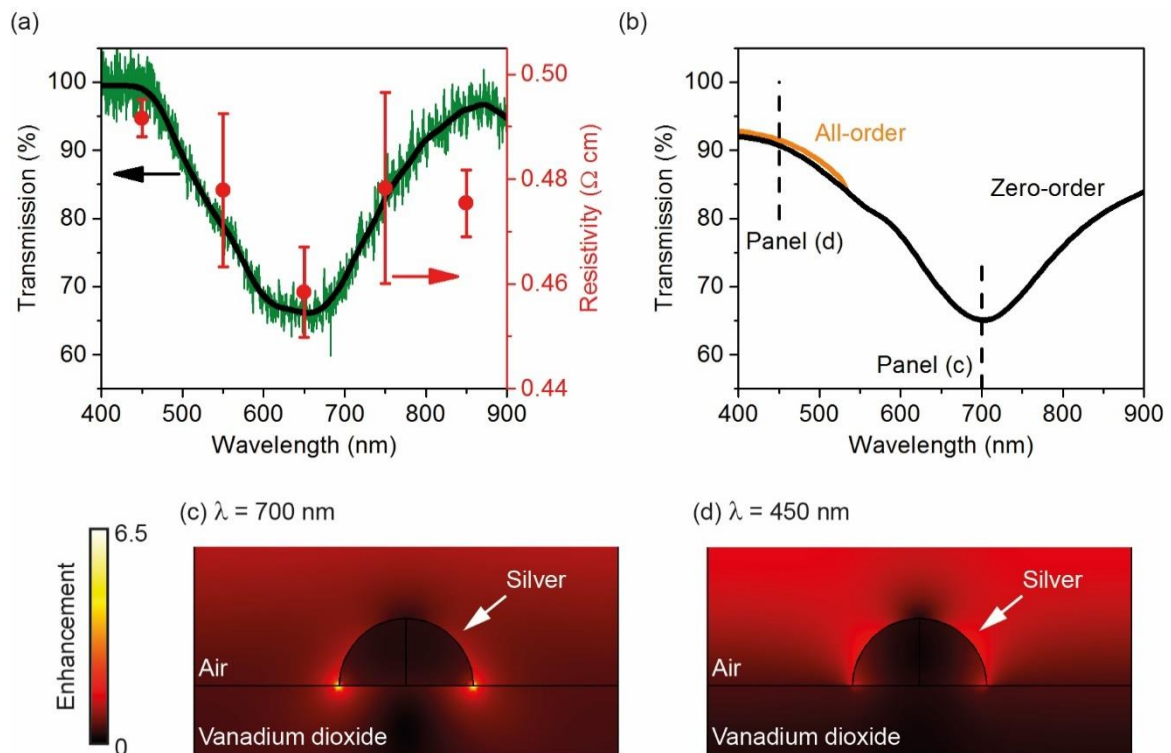 (a)
100
90
80
70
60
Transmission (%)
400 500 600 700 800 900
Wavelength (nm)
0.50
0.48
0.46
0.44
Resistivity (Ω cm)
(b)
100
90
80
70
60
Transmission (%)
All-order
Zero-order
Panel (d)
Panel (c)
400 500 600 700 800 900
Wavelength (nm)
6.5
0
Enhancement
(c) λ = 700 nm
Silver
Air
Vanadium dioxide
(d) λ = 450 nm
Silver
Air
Vanadium dioxide